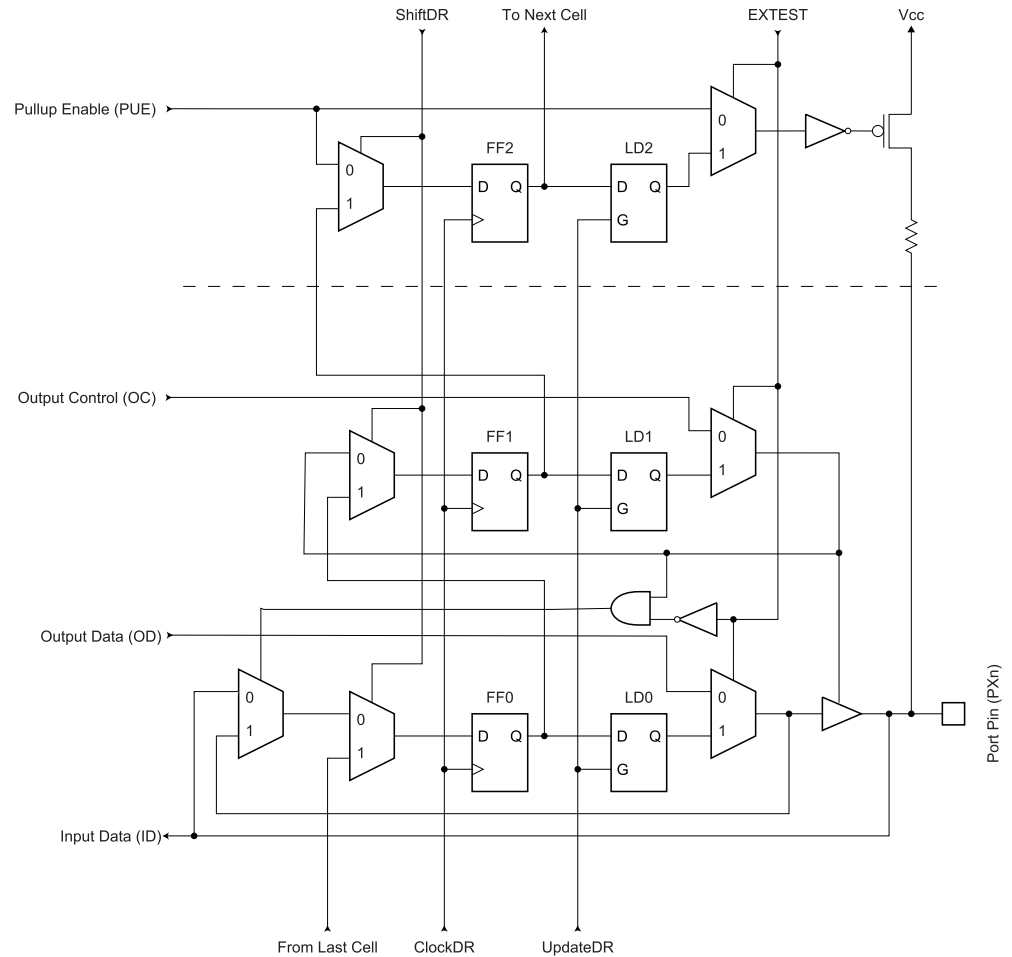 ShiftDR
To Next Cell
EXTEST
Vcc
Pullup Enable (PUE)
0
1
FF2
D Q
LD2
D Q
G
0
1
Output Control (OC)
0
1
FF1
D Q
LD1
D Q
G
0
1
Output Data (OD)
0
1
0
1
FF0
D Q
LD0
D Q
G
0
1
Port Pin (PXn)
Input Data (ID)
From Last Cell
ClockDR
UpdateDR